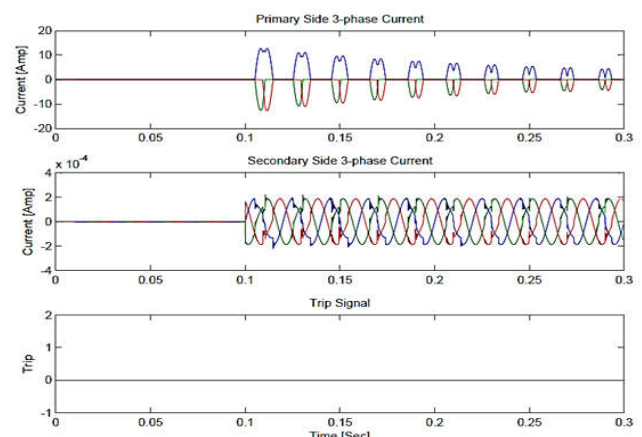 Primary Side 3-phase Current
20
10
0
-10
-20
Current [Amp]
0 0.05 0.1 0.15 0.2 0.25 0.3
Secondary Side 3-phase Current
x 10^-4
4
2
0
-2
-4
Current [Amp]
0 0.05 0.1 0.15 0.2 0.25 0.3
Trip Signal
2
1
0
-1
Trip
0 0.05 0.1 0.15 0.2 0.25 0.3
Time [Sec]